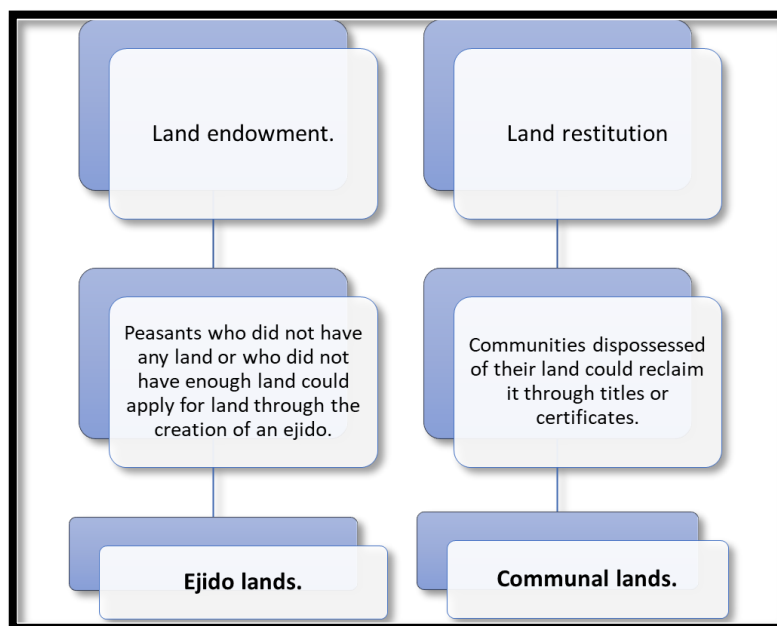 Land endowment.
Peasants who did not have
any land or who did not
have enough land could
apply for land through the
creation of an ejido.
Ejido lands.
Land restitution
Communities dispossessed
of their land could reclaim
it through titles or
certificates.
Communal lands.